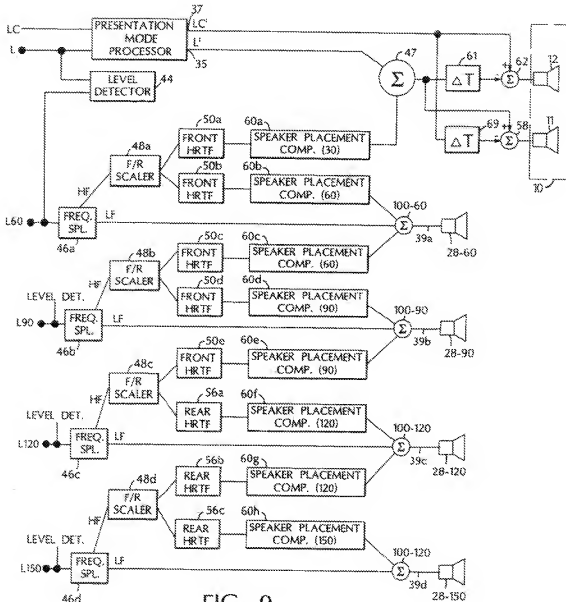 37
LC
PRESENTATION MODE PROCESSOR
LC'
L
L'
35
47
61
12
LEVEL DETECTOR
44
Σ
ΔT
+
Σ
62
50a
60a
69
11
48a
FRONT HRTF
SPEAKER PLACEMENT COMP. (30)
ΔT
-
Σ
58
F/R SCALER
50b
60b
HF
FRONT HRTF
SPEAKER PLACEMENT COMP. (60)
10
100-60
L60
FREQ. SPL.
LF
Σ
46a
50c
60c
39a
28-60
48b
FRONT HRTF
SPEAKER PLACEMENT COMP. (60)
LEVEL DET.
HF
F/R SCALER
50d
60d
FRONT HRTF
SPEAKER PLACEMENT COMP. (90)
100-90
L90
FREQ. SPL.
LF
Σ
46b
50e
60e
39b
28-90
48c
FRONT HRTF
SPEAKER PLACEMENT COMP. (90)
LEVEL DET.
HF
F/R SCALER
56a
60f
REAR HRTF
SPEAKER PLACEMENT COMP. (120)
100-120
L120
FREQ. SPL.
LF
Σ
46c
56b
60g
39c
28-120
48d
REAR HRTF
SPEAKER PLACEMENT COMP. (120)
LEVEL DET.
HF
F/R SCALER
56c
60h
REAR HRTF
SPEAKER PLACEMENT COMP. (150)
100-120
L150
FREQ. SPL.
LF
Σ
46d
39d
28-150
FIG. 9